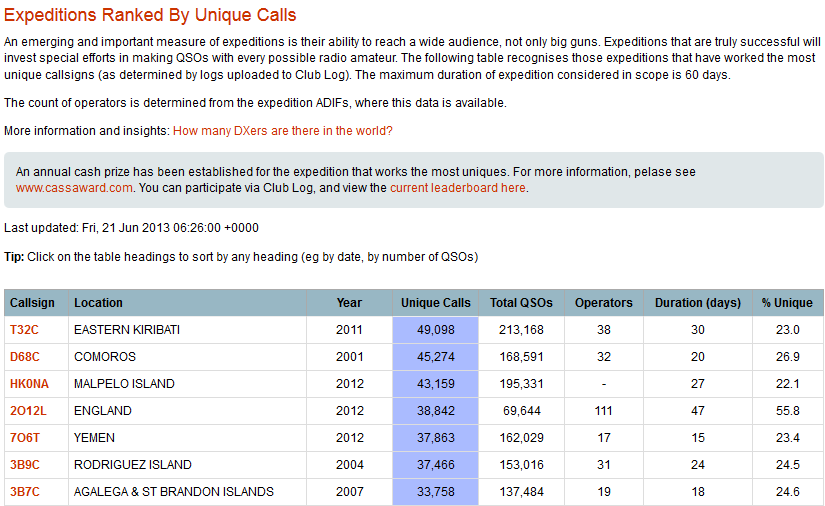 Expeditions Ranked By Unique Calls
An emerging and important measure of expeditions is their ability to reach a wide audience, not only big guns. Expeditions that are truly successful will
invest special efforts in making QSOs with every possible radio amateur. The following table recognises those expeditions that have worked the most
unique callsigns (as determined by logs uploaded to Club Log). The maximum duration of expedition considered in scope is 60 days.
The count of operators is determined from the expedition ADIFs, where this data is available.
More information and insights: How many DXers are there in the world?
An annual cash prize has been established for the expedition that works the most uniques. For more information, pelase see
www.cassaward.com. You can participate via Club Log, and view the current leaderboard here.
Last updated: Fri, 21 Jun 2013 06:26:00 +0000
Tip: Click on the table headings to sort by any heading (eg by date, by number of QSOs)
Callsign Location Year Unique Calls Total QSOs Operators Duration (days) % Unique
T32C EASTERN KIRIBATI 2011 49,098 213,168 38 30 23.0
D68C COMOROS 2001 45,274 168,591 32 20 26.9
HK0NA MALPELO ISLAND 2012 43,159 195,331 - 27 22.1
2O12L ENGLAND 2012 38,842 69,644 111 47 55.8
7O6T YEMEN 2012 37,863 162,029 17 15 23.4
3B9C RODRIGUEZ ISLAND 2004 37,466 153,016 31 24 24.5
3B7C AGALEGA & ST BRANDON ISLANDS 2007 33,758 137,484 19 18 24.6